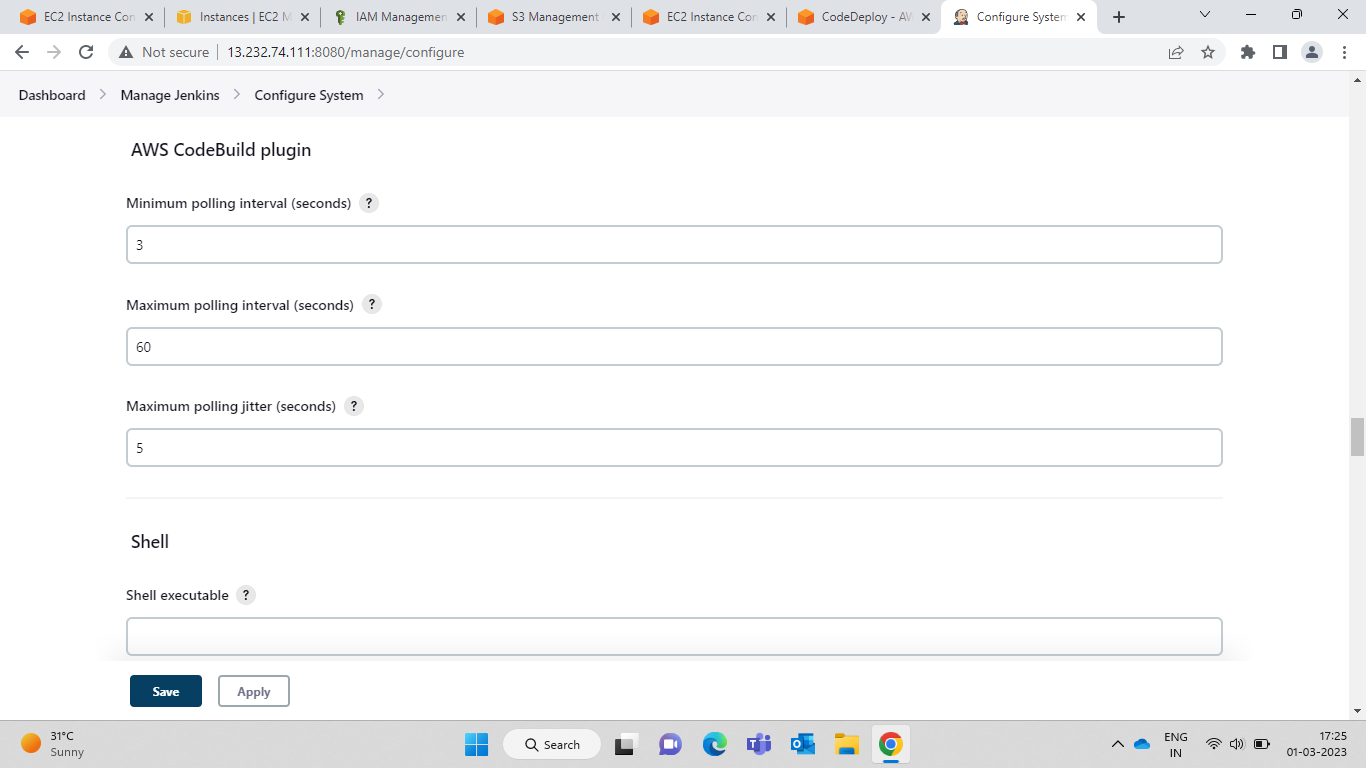 EC2 Instance Con
Instances | EC2 M
IAM Managemen
S3 Management
EC2 Instance Con
CodeDeploy - AW
Configure System
Not secure
13.232.74.111:8080/manage/configure
Dashboard
Manage Jenkins
Configure System
AWS CodeBuild plugin
Minimum polling interval (seconds) ?
3
Maximum polling interval (seconds) ?
60
Maximum polling jitter (seconds) ?
5
Shell
Shell executable ?
Save
Apply
31°C
Sunny
Search
ENG
IN
17:25
01-03-2023